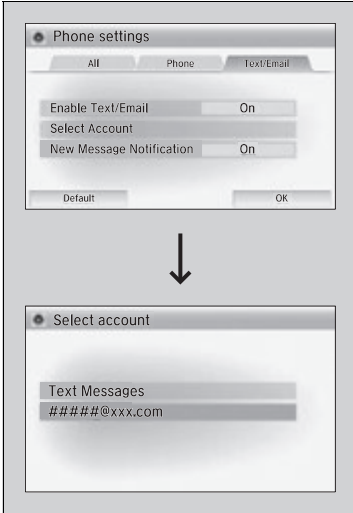 Phone settings
All Phone Text/Email
Enable Text/Email On
Select Account
New Message Notification On
Default OK
Select account
Text Messages
#####@xxx.com